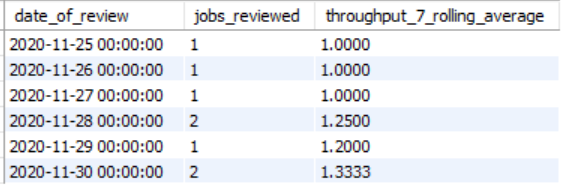 date_of_review jobs_reviewed throughput_7_rolling_average
2020-11-25 00:00:00 1 1.0000
2020-11-26 00:00:00 1 1.0000
2020-11-27 00:00:00 1 1.0000
2020-11-28 00:00:00 2 1.2500
2020-11-29 00:00:00 1 1.2000
2020-11-30 00:00:00 2 1.3333